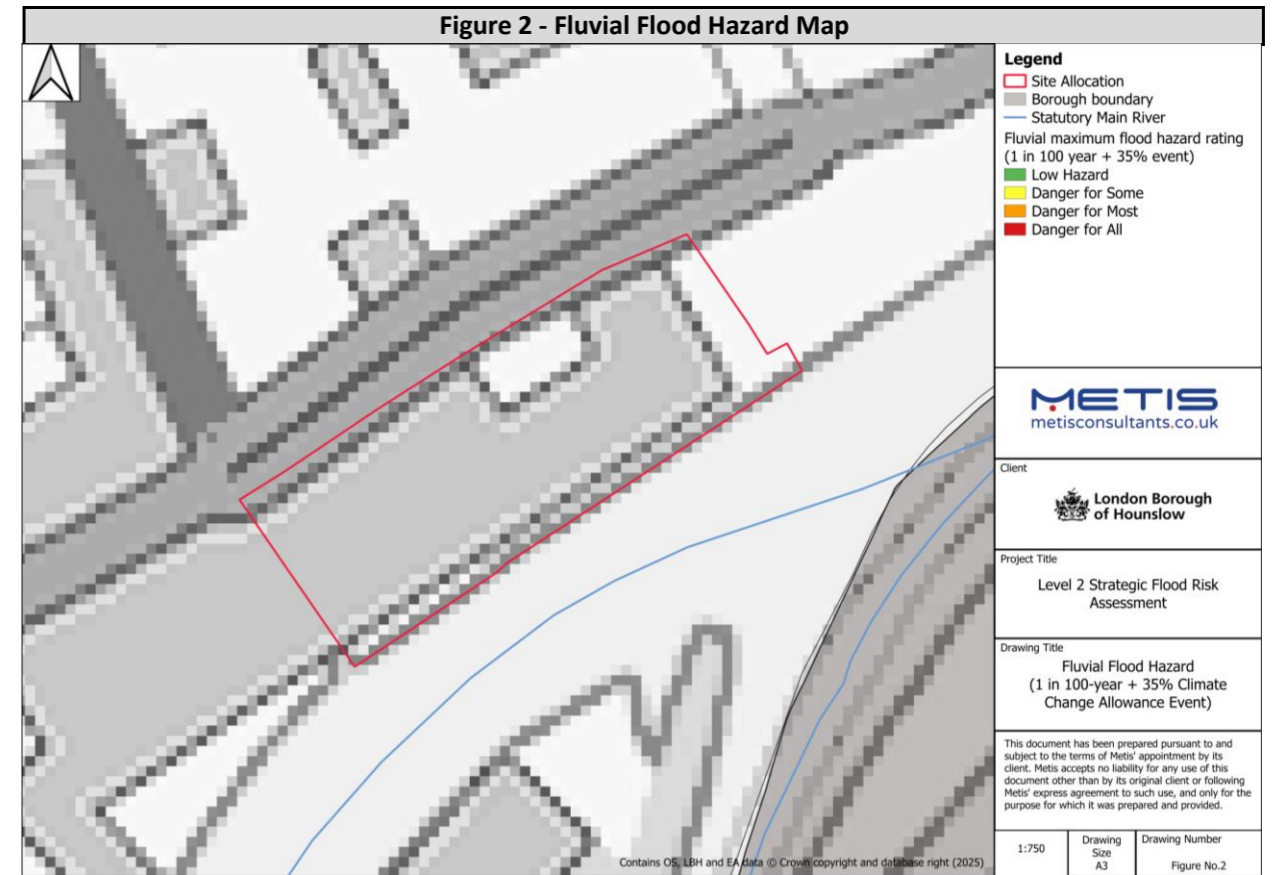 Figure 2 - Fluvial Flood Hazard Map
Legend
Site Allocation
Borough boundary
Statutory Main River
Fluvial maximum flood hazard rating
(1 in 100 year + 35% event)
Low Hazard
Danger for Some
Danger for Most
Danger for All
METIS
metisconsultants.co.uk
Client
London Borough
of Hounslow
Project Title
Level 2 Strategic Flood Risk
Assessment
Drawing Title
Fluvial Flood Hazard
(1 in 100-year + 35% Climate
Change Allowance Event)
This document has been prepared pursuant to and
subject to the terms of Metis' appointment by its
client. Metis accepts no liability for any use of this
document other than by its original client or following
Metis' express agreement to such use, and only for the
purpose for which it was prepared and provided.
1:750
Drawing
Size
A3
Drawing Number
Figure No.2
Contains OS, LBH and EA data © Crown copyright and database right (2025)